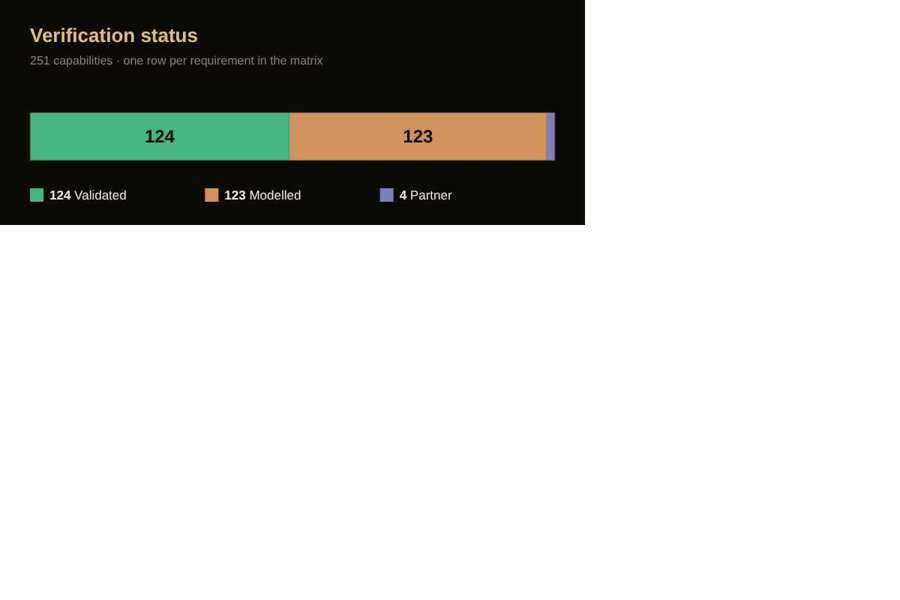 Verification status
251 capabilities · one row per requirement in the matrix
124 123
124 Validated 123 Modelled 4 Partner